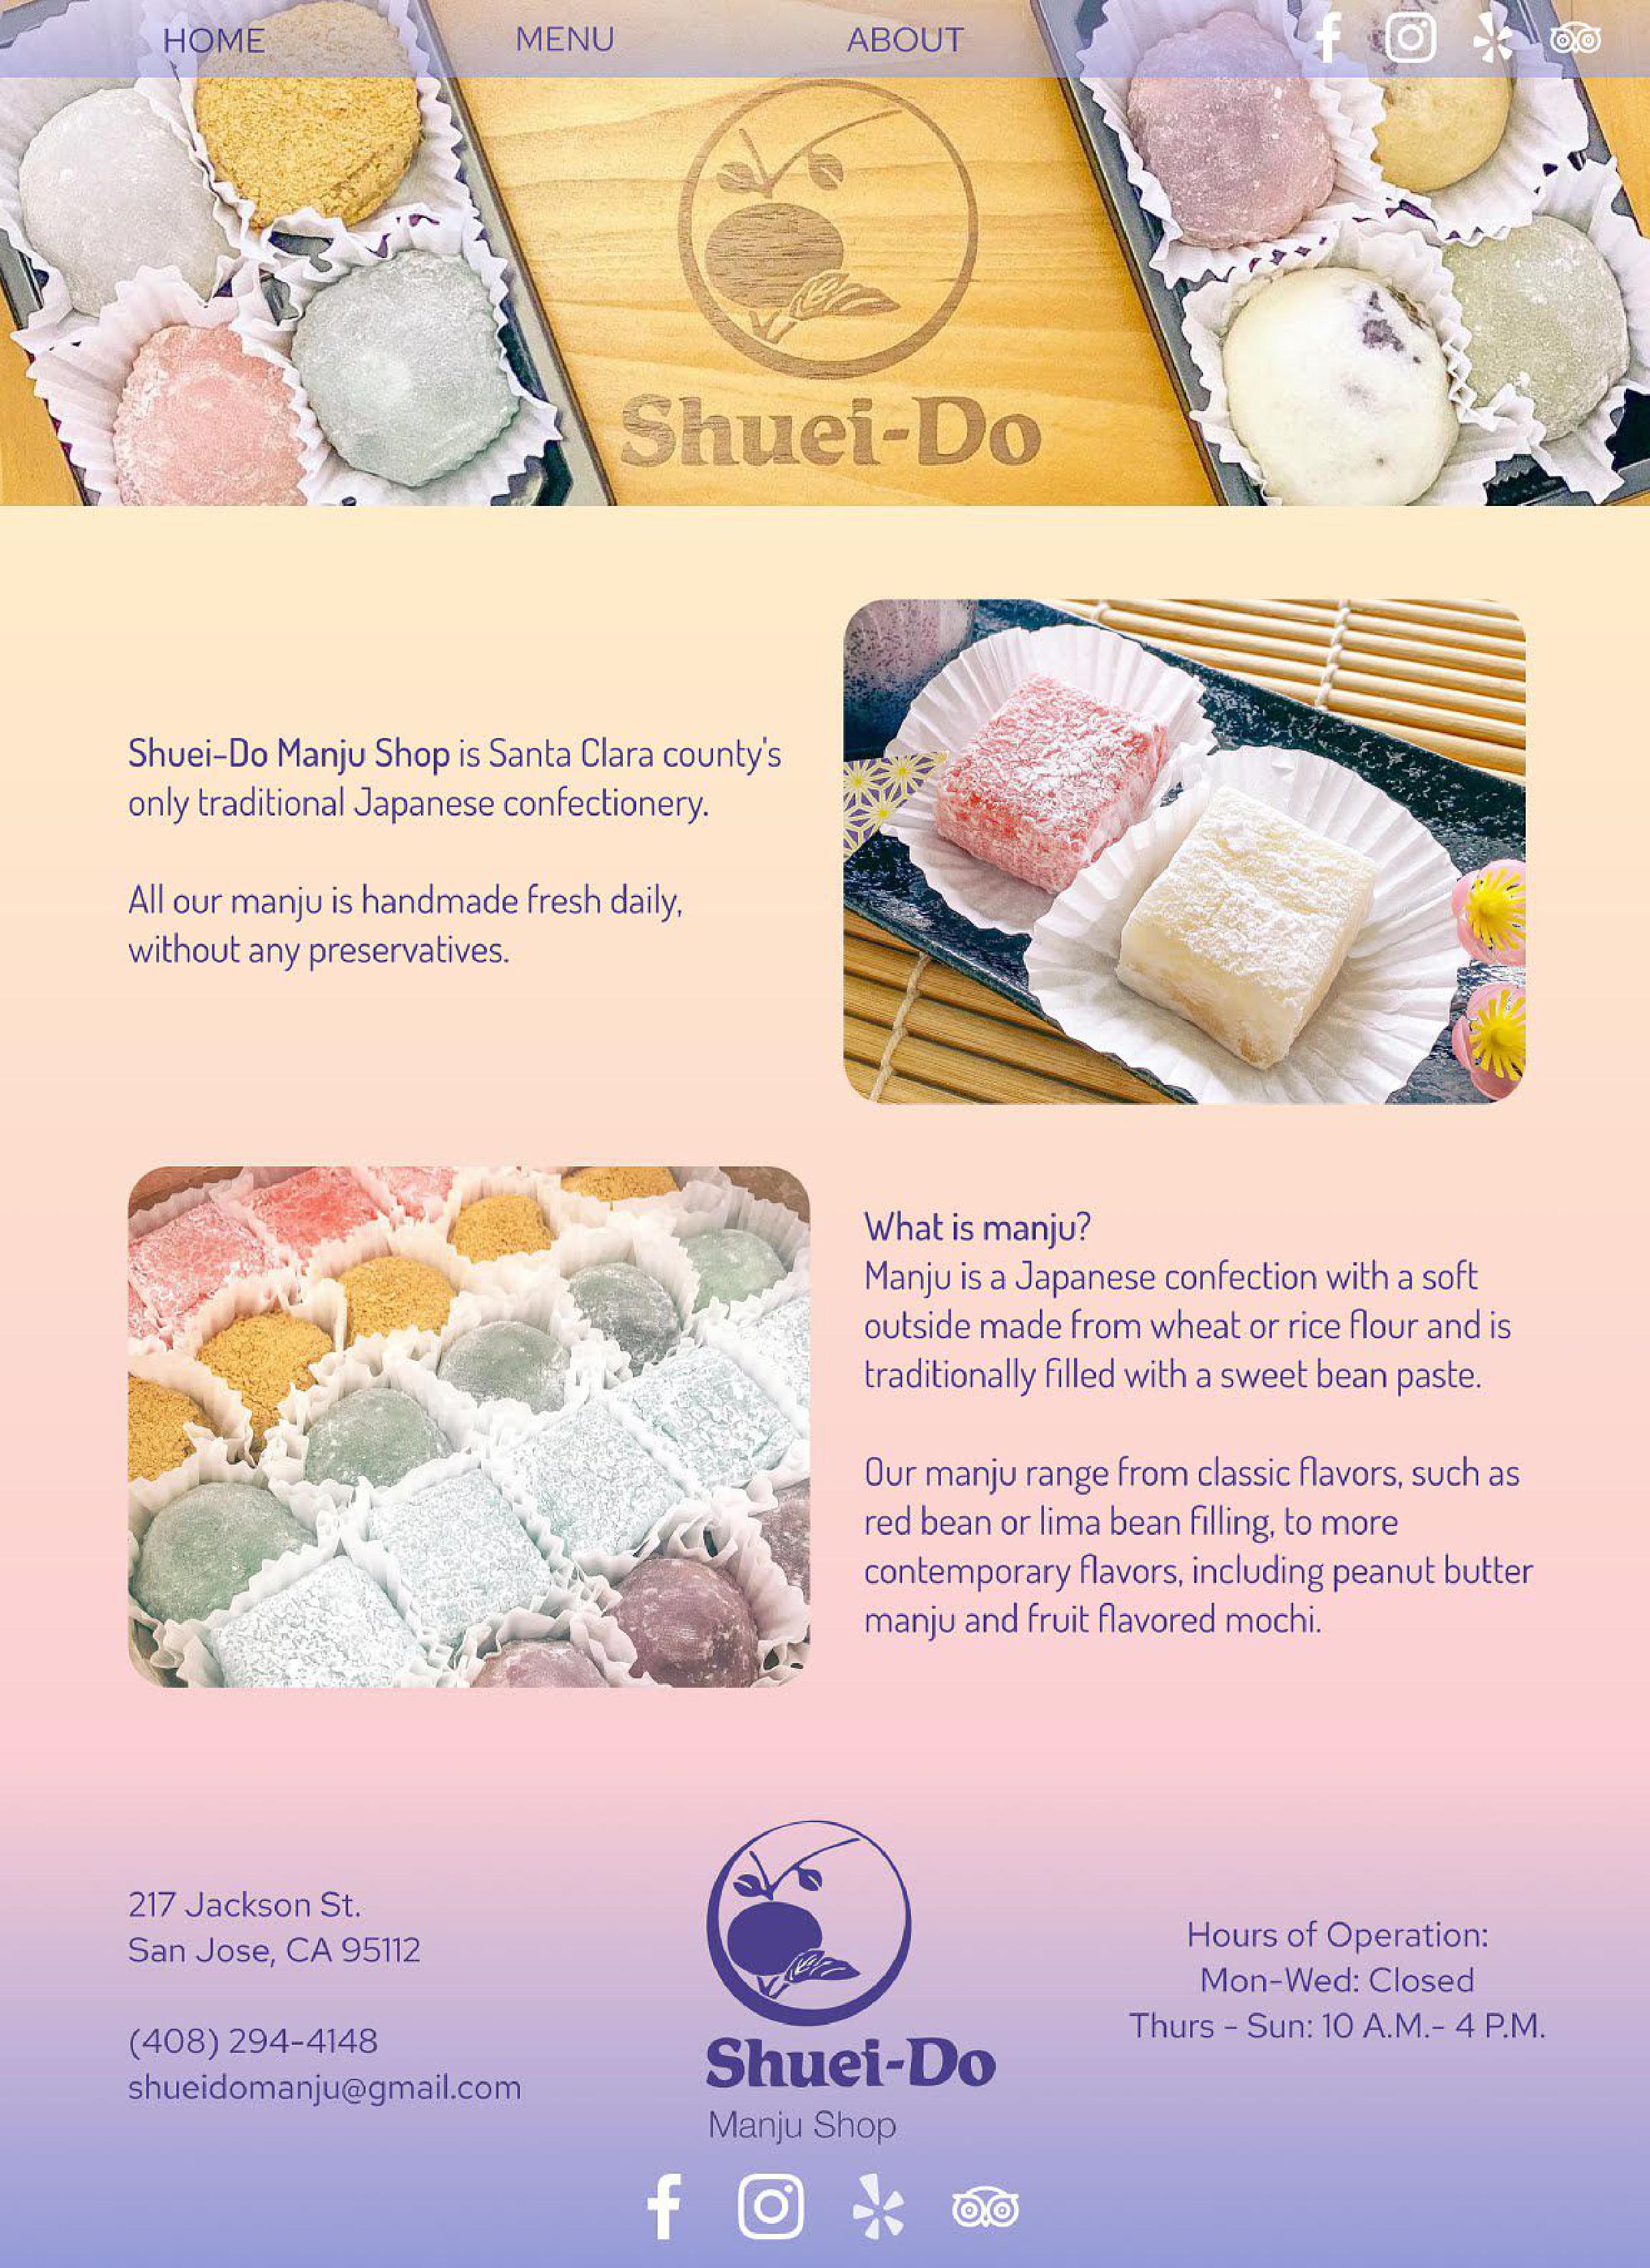 HOME MENU ABOUT
Shuei-Do
Shuei-Do Manju Shop is Santa Clara county's
only traditional Japanese confectionery.
All our manju is handmade fresh daily,
without any preservatives.
What is manju?
Manju is a Japanese confection with a soft
outside made from wheat or rice flour and is
traditionally filled with a sweet bean paste.
Our manju range from classic flavors, such as
red bean or lima bean filling, to more
contemporary flavors, including peanut butter
manju and fruit flavored mochi.
217 Jackson St.
San Jose, CA 95112
(408) 294-4148
shueidomanju@gmail.com
Shuei-Do
Manju Shop
Hours of Operation:
Mon-Wed: Closed
Thurs - Sun: 10 A.M.- 4 P.M.